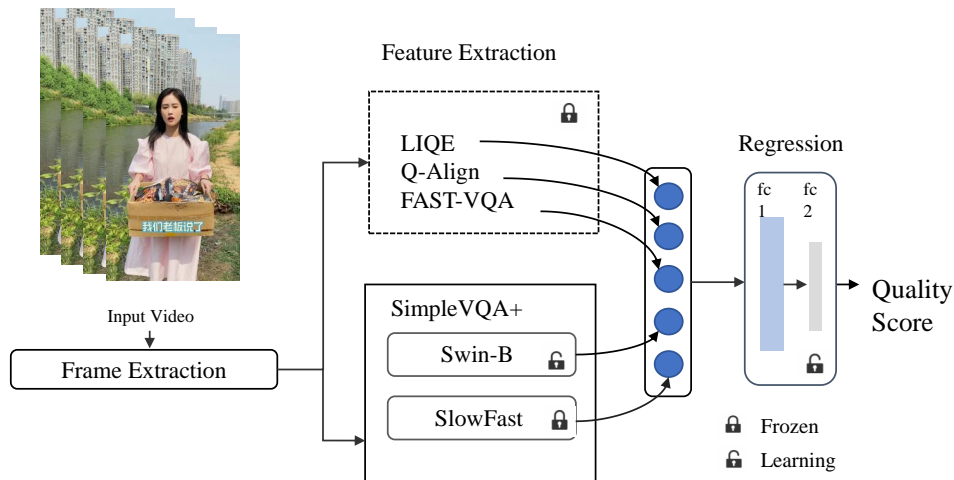 Feature Extraction
LIQE
Q-Align
FAST-VQA
Regression
fc
1
fc
2
我们老板说了
Input Video
Frame Extraction
SimpleVQA+
Swin-B
SlowFast
Quality
Score
Frozen
Learning